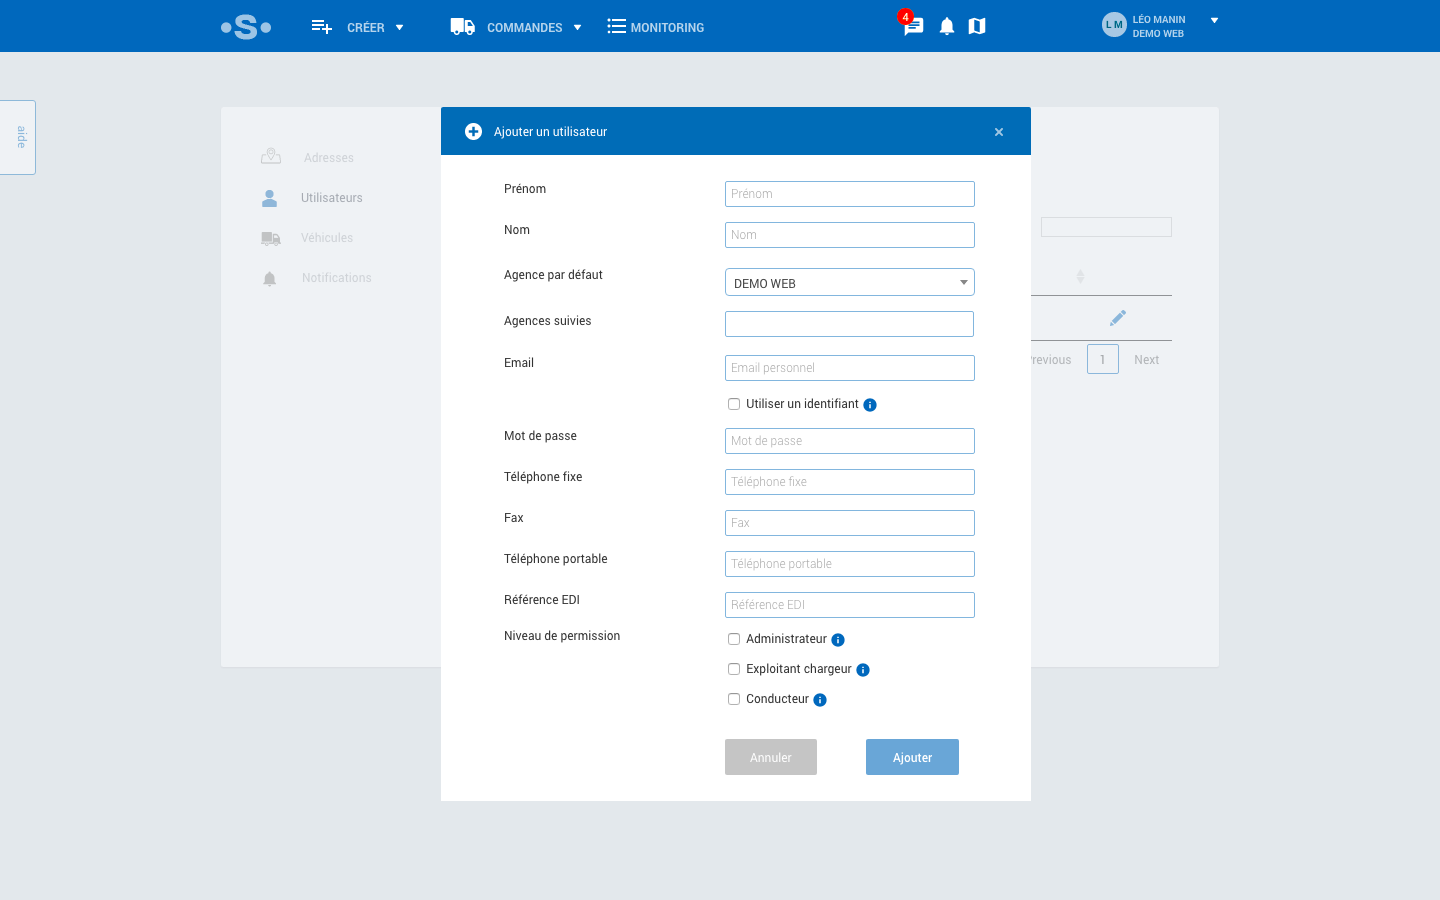 •S•
CRÉER
COMMANDES
MONITORING
4
L M
LÉO MANIN
DEMO WEB
aide
Adresses
Utilisateurs
Véhicules
Notifications
Ajouter un utilisateur
×
Prénom
Prénom
Nom
Nom
Agence par défaut
DEMO WEB
Agences suivies
Email
Email personnel
Utiliser un identifiant
Mot de passe
Mot de passe
Téléphone fixe
Téléphone fixe
Fax
Fax
Téléphone portable
Téléphone portable
Référence EDI
Référence EDI
Niveau de permission
Administrateur
Exploitant chargeur
Conducteur
Annuler
Ajouter
revious
1
Next